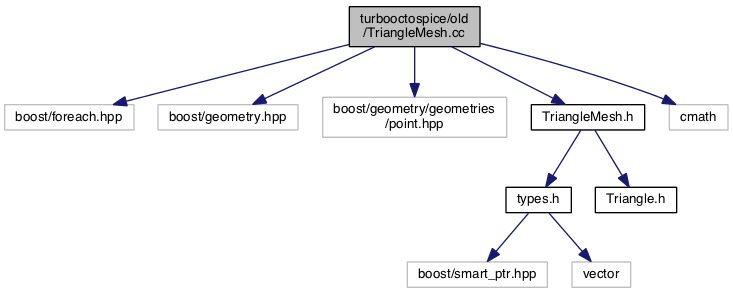 turbooctospice/old
/TriangleMesh.cc
boost/foreach.hpp
boost/geometry.hpp
boost/geometry/geometries
/point.hpp
TriangleMesh.h
cmath
types.h
Triangle.h
boost/smart_ptr.hpp
vector